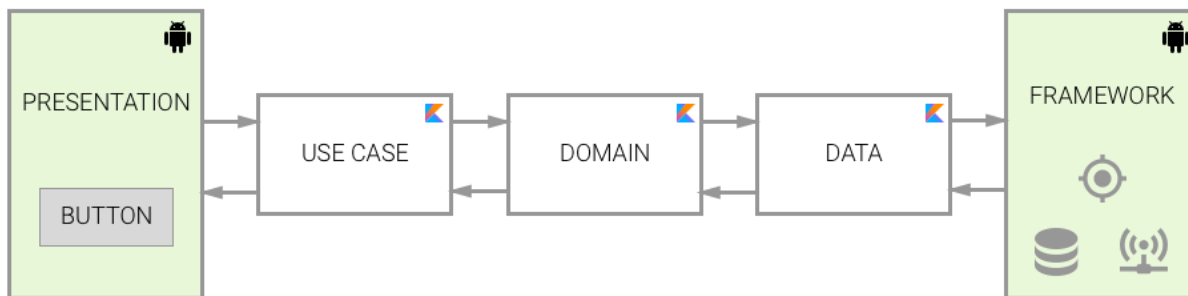 PRESENTATION
BUTTON
USE CASE
DOMAIN
DATA
FRAMEWORK